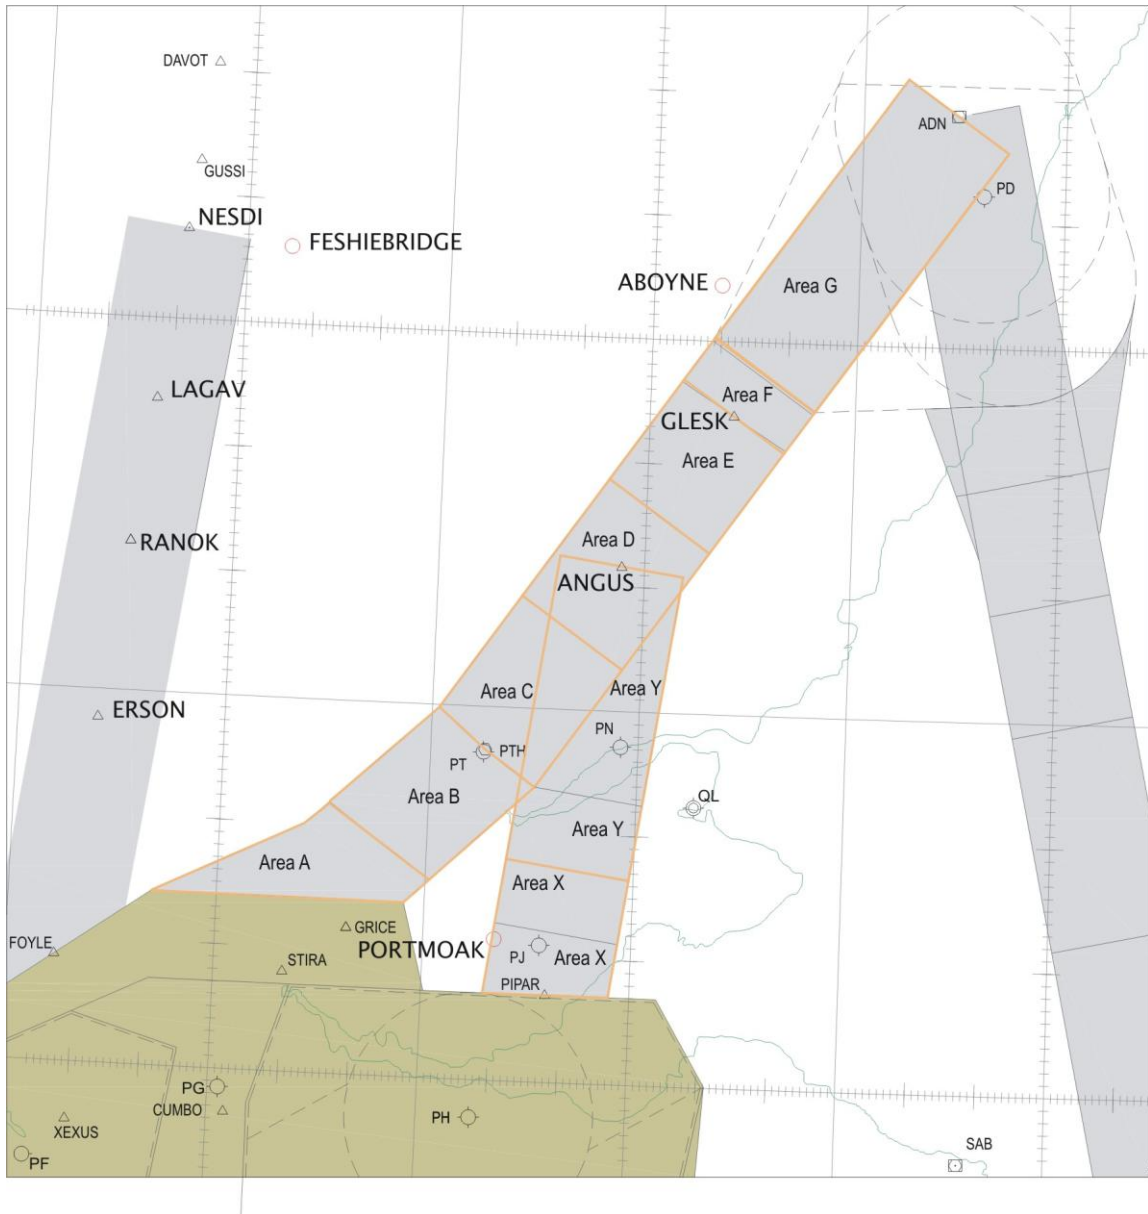 DAVOT
ADN
GUSSI
PD
NESDI
FESHIEBRIDGE
ABOYNE
Area G
LAGAV
Area F
GLESK
Area E
RANOK
Area D
ANGUS
Area C
Area Y
ERSON
PN
PTH
PT
Area B
QL
Area Y
Area A
Area X
GRICE
FOYLE
PORTMOAK
PJ
Area X
STIRA
PIPAR
PG
CUMBO
PH
XEXUS
SAB
PF